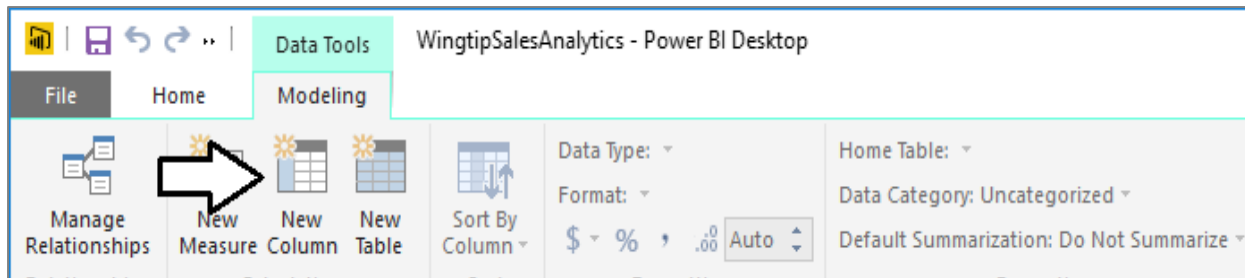 Data Tools
WingtipSalesAnalytics - Power BI Desktop
File
Home
Modeling
Manage
Relationships
New
Measure
New
Column
New
Table
Sort By
Column
Data Type:
Format:
$ % , .00 Auto
Home Table:
Data Category: Uncategorized
Default Summarization: Do Not Summarize